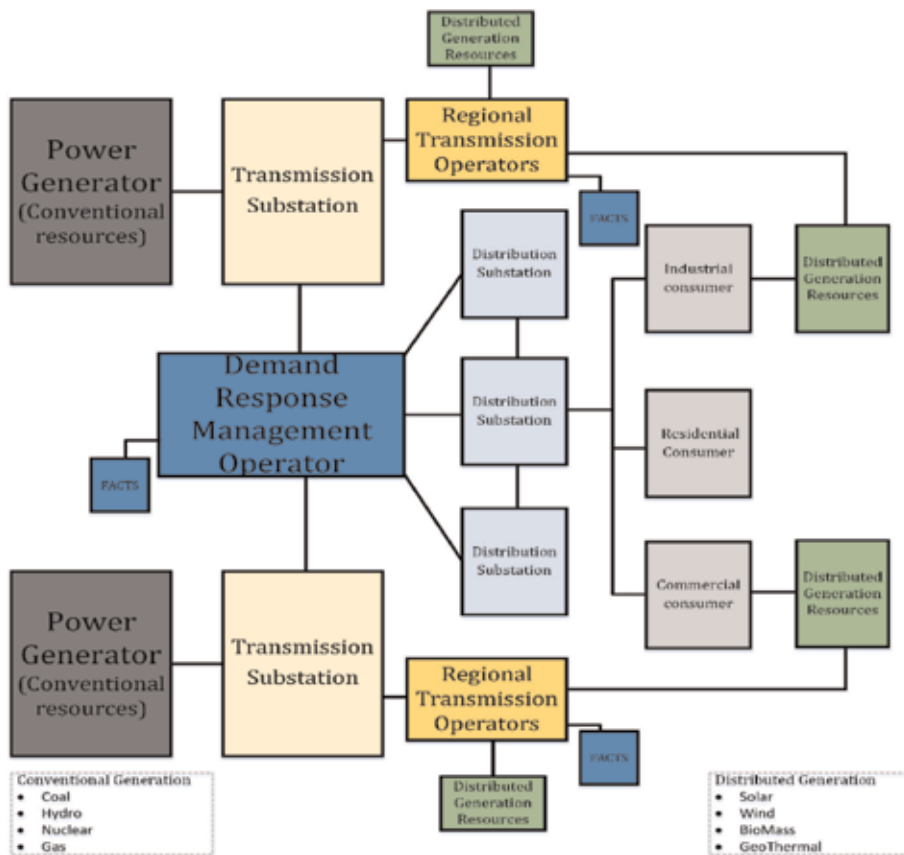 Distributed
Generation
Resources
Power
Generator
(Conventional
resources)
Transmission
Substation
Regional
Transmission
Operators
FACTS
Distribution
Substation
Industrial
consumer
Distributed
Generation
Resources
Demand
Response
Management
Operator
Distribution
Substation
Residential
Consumer
FACTS
Distribution
Substation
Commercial
consumer
Distributed
Generation
Resources
Power
Generator
(Conventional
resources)
Transmission
Substation
Regional
Transmission
Operators
FACTS
Distributed
Generation
Resources
Conventional Generation
• Coal
• Hydro
• Nuclear
• Gas
Distributed Generation
• Solar
• Wind
• BioMass
• GeoThermal